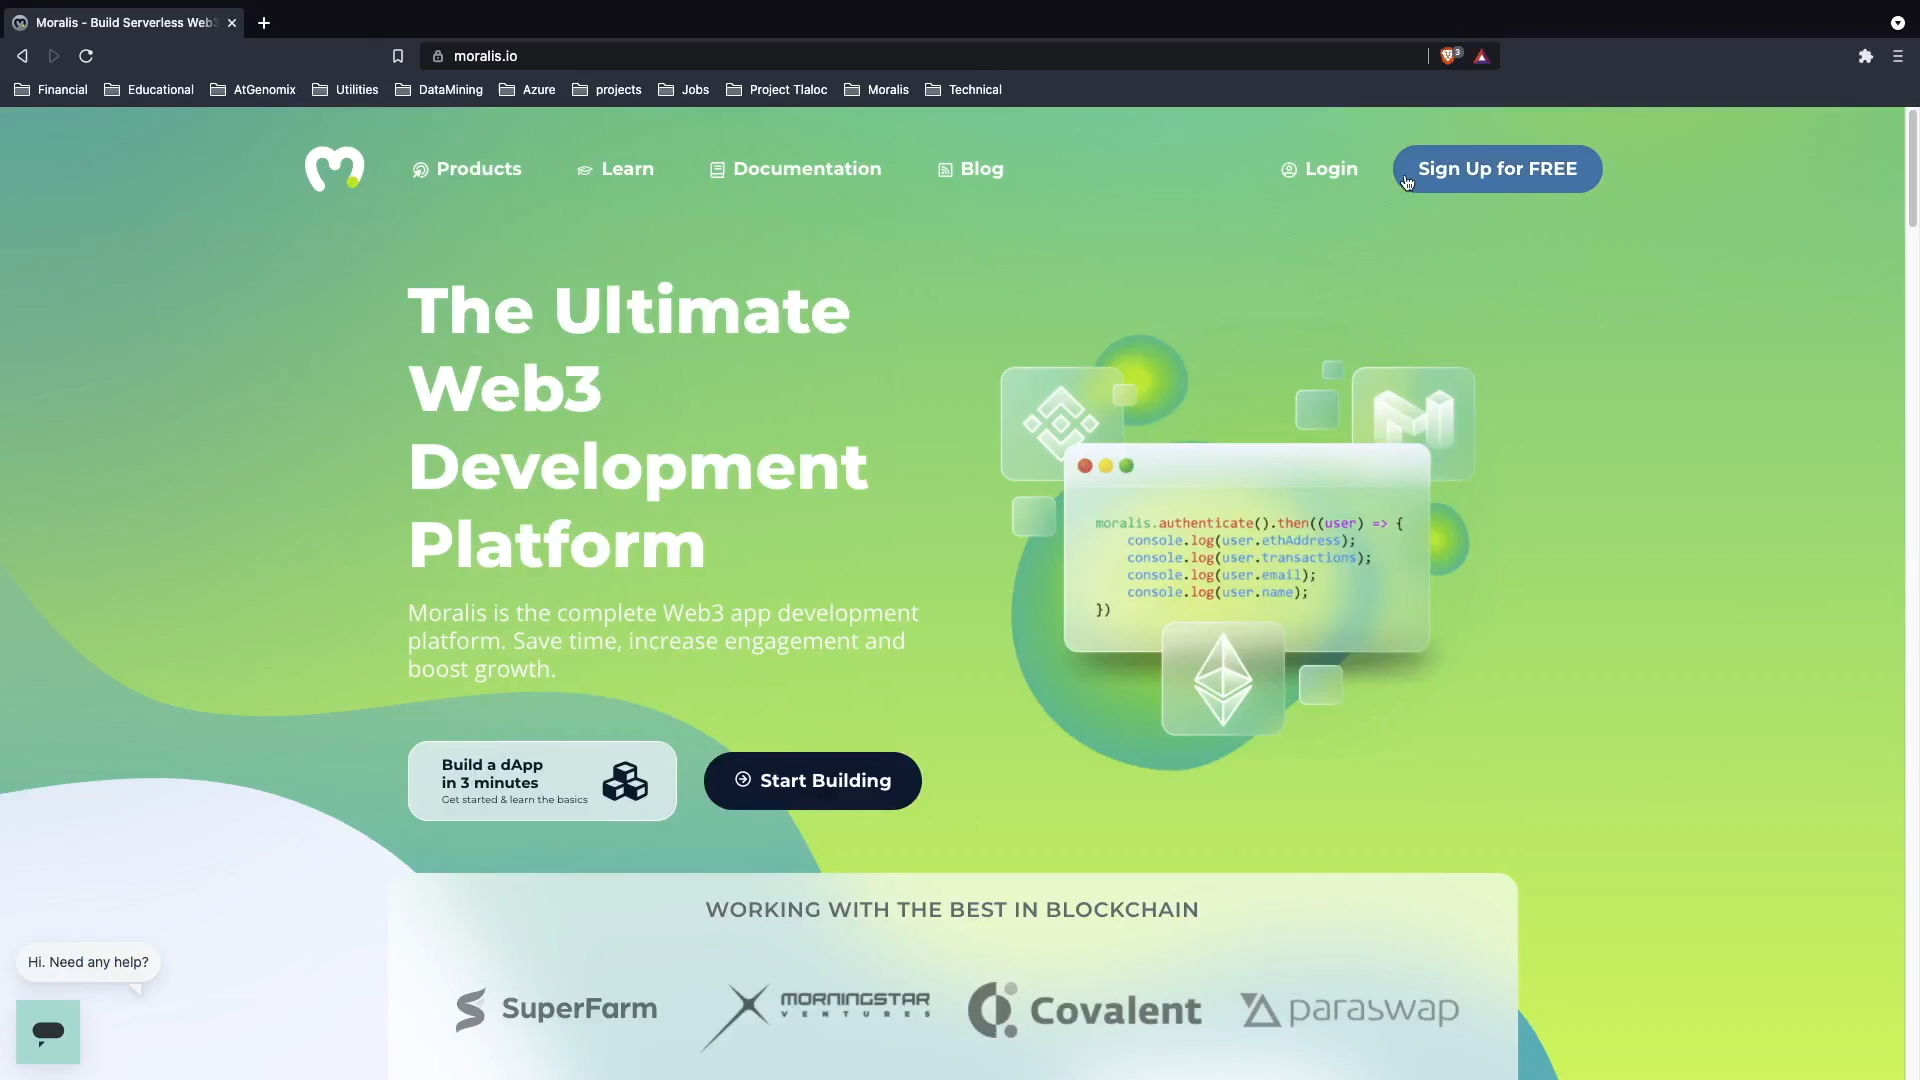 Moralis - Build Serverless Web3
moralis.io
3
Financial
Educational
AtGenomix
Utilities
DataMining
Azure
projects
Jobs
Project Tlaloc
Moralis
Technical
Products
Learn
Documentation
Blog
Login
Sign Up for FREE
The Ultimate
Web3
Development
Platform
Moralis is the complete Web3 app development
platform. Save time, increase engagement and
boost growth.
moralis.authenticate().then((user) => {
console.log(user.ethAddress);
console.log(user.transactions);
console.log(user.email);
console.log(user.name);
})
Build a dApp
in 3 minutes
Get started & learn the basics
Start Building
WORKING WITH THE BEST IN BLOCKCHAIN
SuperFarm
MORNINGSTAR
VENTURES
Covalent
paraswap
Hi. Need any help?